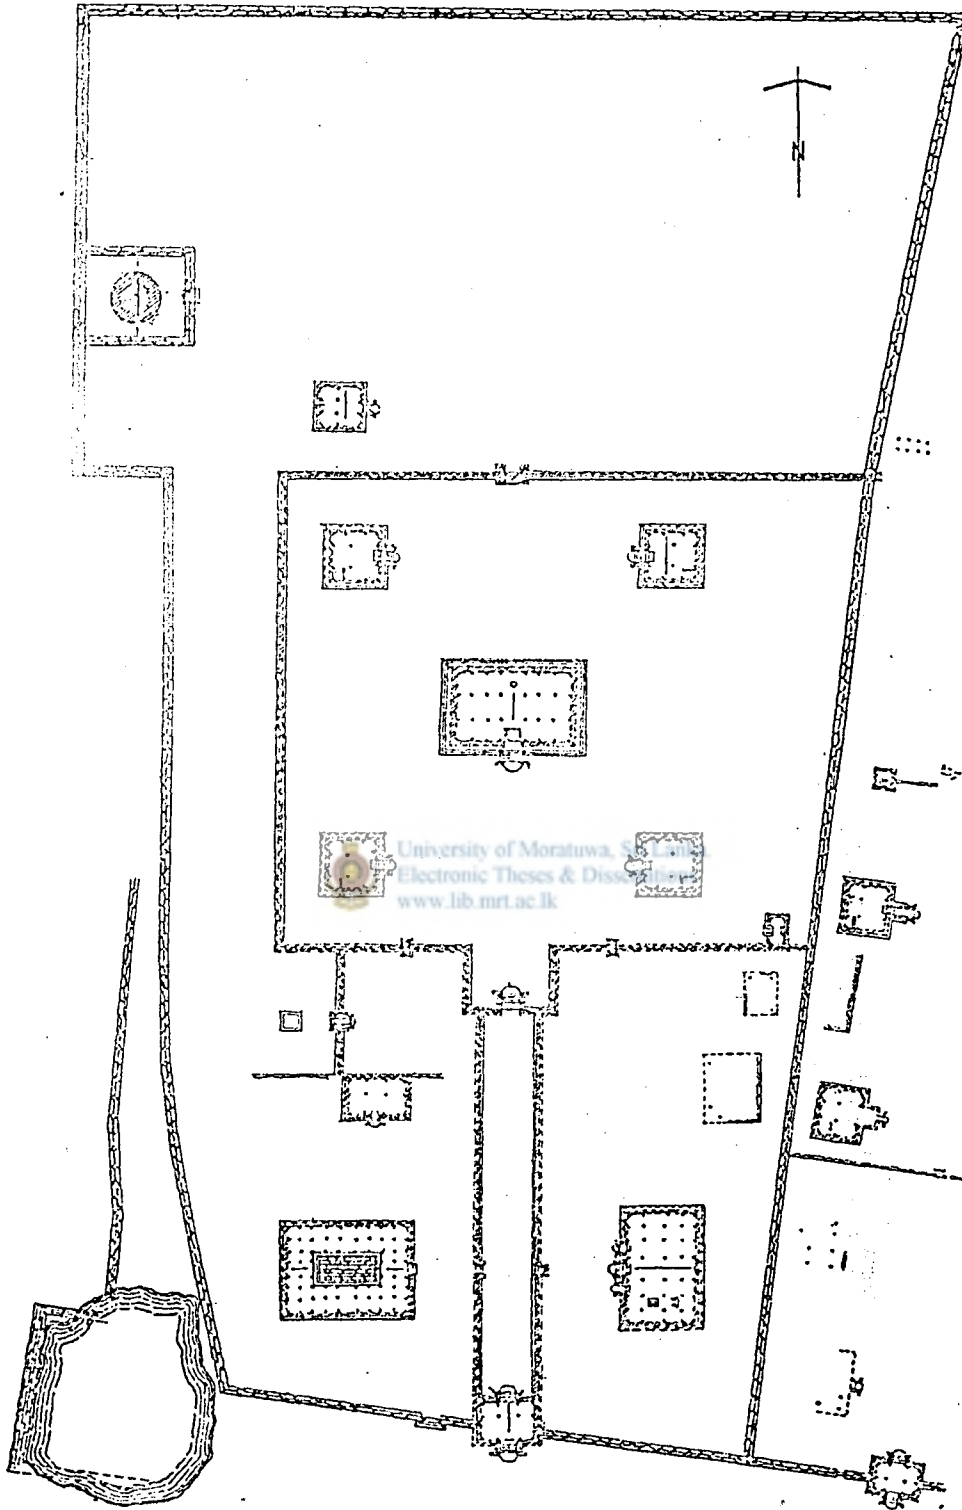 N
University of Moratuwa, Sri Lanka.
Electronic Theses & Dissertations
www.lib.mrt.ac.lk